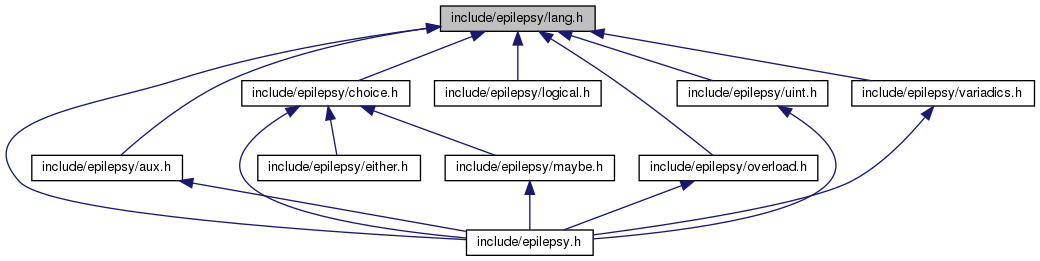 include/epilepsy/lang.h
include/epilepsy/choice.h
include/epilepsy/logical.h
include/epilepsy/uint.h
include/epilepsy/variadics.h
include/epilepsy/aux.h
include/epilepsy/either.h
include/epilepsy/maybe.h
include/epilepsy/overload.h
include/epilepsy.h